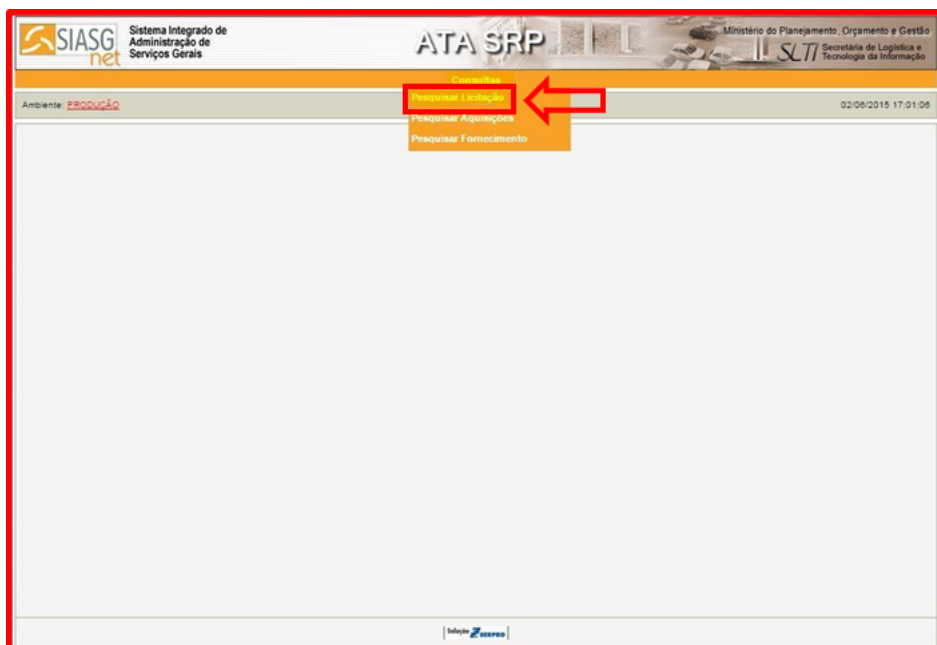 SIASG
net
Sistema Integrado de
Administração de
Serviços Gerais
ATA SRP
Ministério do Planejamento, Orçamento e Gestão
SLTI
Secretária de Logística e
Tecnologia da Informação
Consultas
Ambiente: PRODUÇÃO
Pesquisar Licitação
02/06/2015 17:01:06
Pesquisar Aquisições
Pesquisar Fornecimento
Solução SERPRO